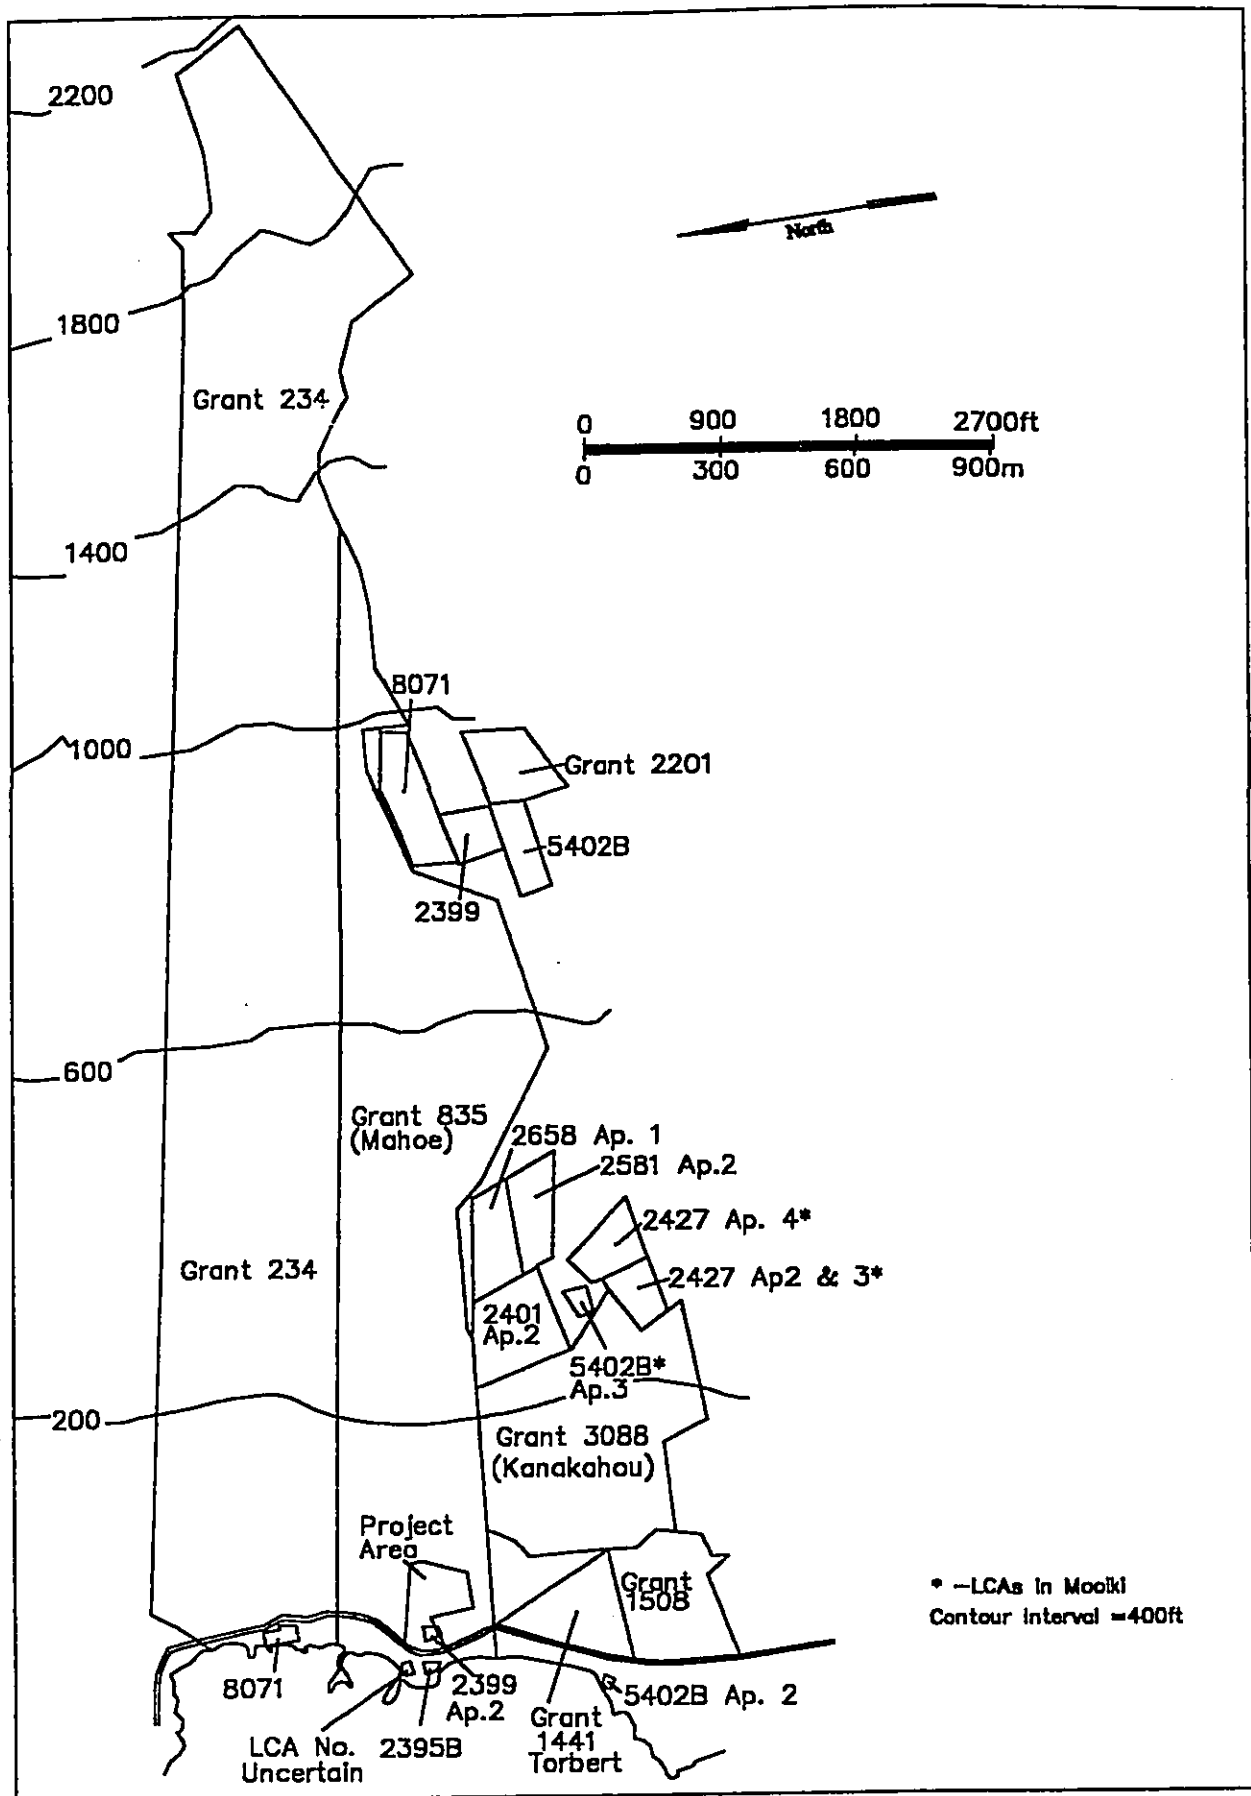 2200
North
1800
Grant 234
0 900 1800 2700ft
0 300 600 900m
1400
8071
1000
Grant 2201
5402B
2399
600
Grant 835
(Mahoe)
2658 Ap. 1
2581 Ap.2
2427 Ap. 4*
Grant 234
2427 Ap2 & 3*
2401
Ap.2
5402B*
Ap.3
200
Grant 3088
(Kanakahou)
Project
Area
Grant
1508
* -LCAs in Mooiki
Contour Interval =400ft
8071
2399
Ap.2
5402B Ap. 2
LCA No.
Uncertain
2395B
Grant
1441
Torbert